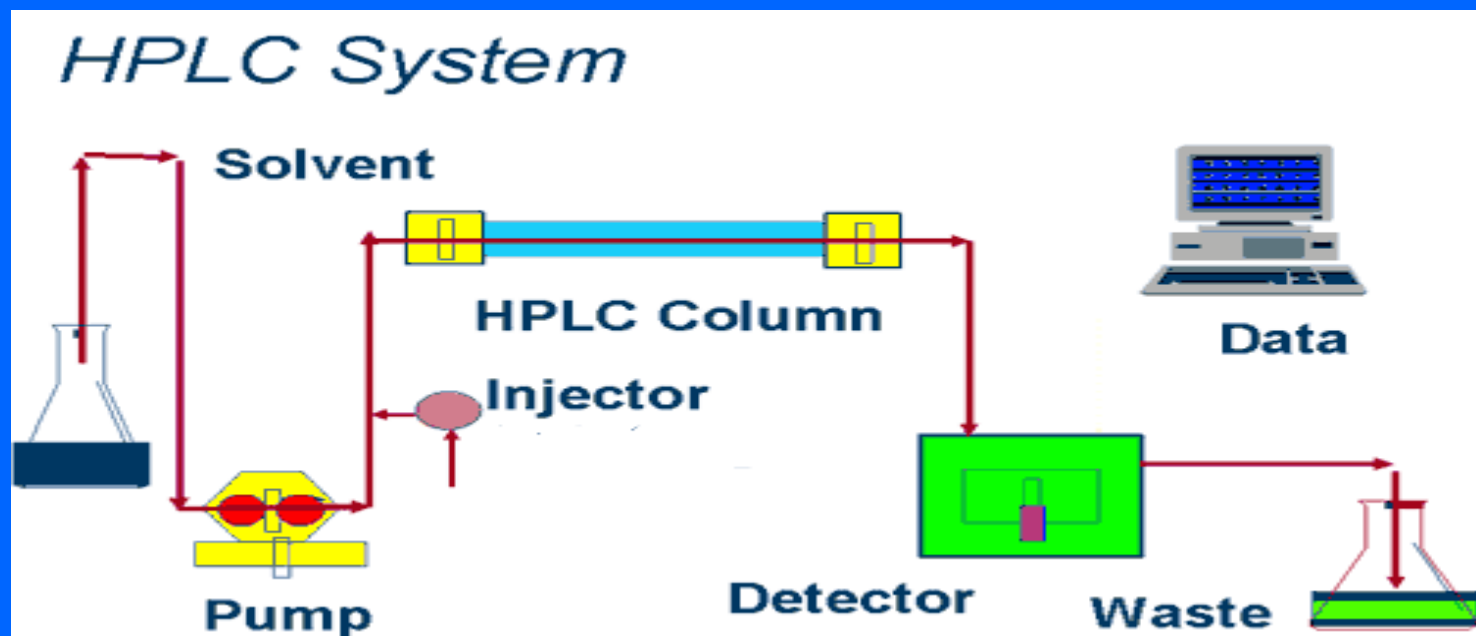 HPLC System
Solvent
HPLC Column
Data
Injector
Detector
Waste
Pump